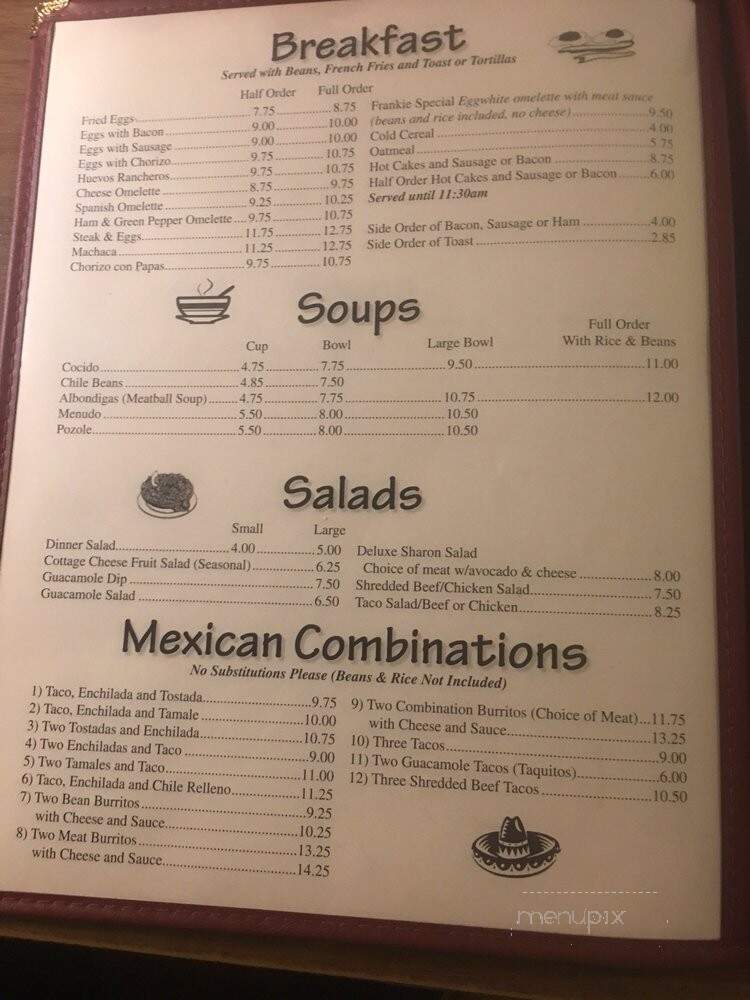 Breakfast
Served with Beans, French Fries and Toast or Tortillas
Half Order Full Order
Fried Eggs 7.75 8.75
Eggs with Bacon 9.00 10.00
Eggs with Sausage 9.00 10.00
Eggs with Chorizo 9.75 10.75
Huevos Rancheros 9.75 10.75
Cheese Omelette 8.75 9.75
Spanish Omelette 9.25 10.25
Ham & Green Pepper Omelette 9.75 10.75
Steak & Eggs 11.75 12.75
Machaca 11.25 12.75
Chorizo con Papas 9.75 10.75
Frankie Special Eggwhite omelette with meat sauce
(beans and rice included, no cheese) 9.50
Cold Cereal 4.00
Oatmeal 5.75
Hot Cakes and Sausage or Bacon 8.75
Half Order Hot Cakes and Sausage or Bacon 6.00
Served until 11:30am
Side Order of Bacon, Sausage or Ham 4.00
Side Order of Toast 2.85
Soups
Cup Bowl Large Bowl Full Order
With Rice & Beans
Cocido 4.75 7.75 9.50 11.00
Chile Beans 4.85 7.50
Albondigas (Meatball Soup) 4.75 7.75 10.75 12.00
Menudo 5.50 8.00 10.50
Pozole 5.50 8.00 10.50
Salads
Small Large
Dinner Salad 4.00 5.00
Cottage Cheese Fruit Salad (Seasonal) 6.25
Guacamole Dip 7.50
Guacamole Salad 6.50
Deluxe Sharon Salad
Choice of meat w/avocado & cheese 8.00
Shredded Beef/Chicken Salad 7.50
Taco Salad/Beef or Chicken 8.25
Mexican Combinations
No Substitutions Please (Beans & Rice Not Included)
1) Taco, Enchilada and Tostada 9.75
2) Taco, Enchilada and Tamale 10.00
3) Two Tostadas and Enchilada 10.75
4) Two Enchiladas and Taco 9.00
5) Two Tamales and Taco 11.00
6) Taco, Enchilada and Chile Relleno 11.25
7) Two Bean Burritos 9.25
with Cheese and Sauce 10.25
8) Two Meat Burritos 13.25
with Cheese and Sauce 14.25
9) Two Combination Burritos (Choice of Meat) 11.75
with Cheese and Sauce 13.25
10) Three Tacos 9.00
11) Two Guacamole Tacos (Taquitos) 6.00
12) Three Shredded Beef Tacos 10.50
menupix